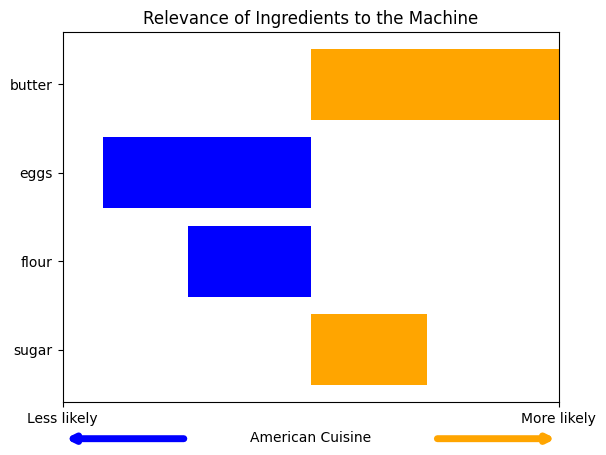 Relevance of Ingredients to the Machine
butter
eggs
flour
sugar
Less likely
More likely
American Cuisine